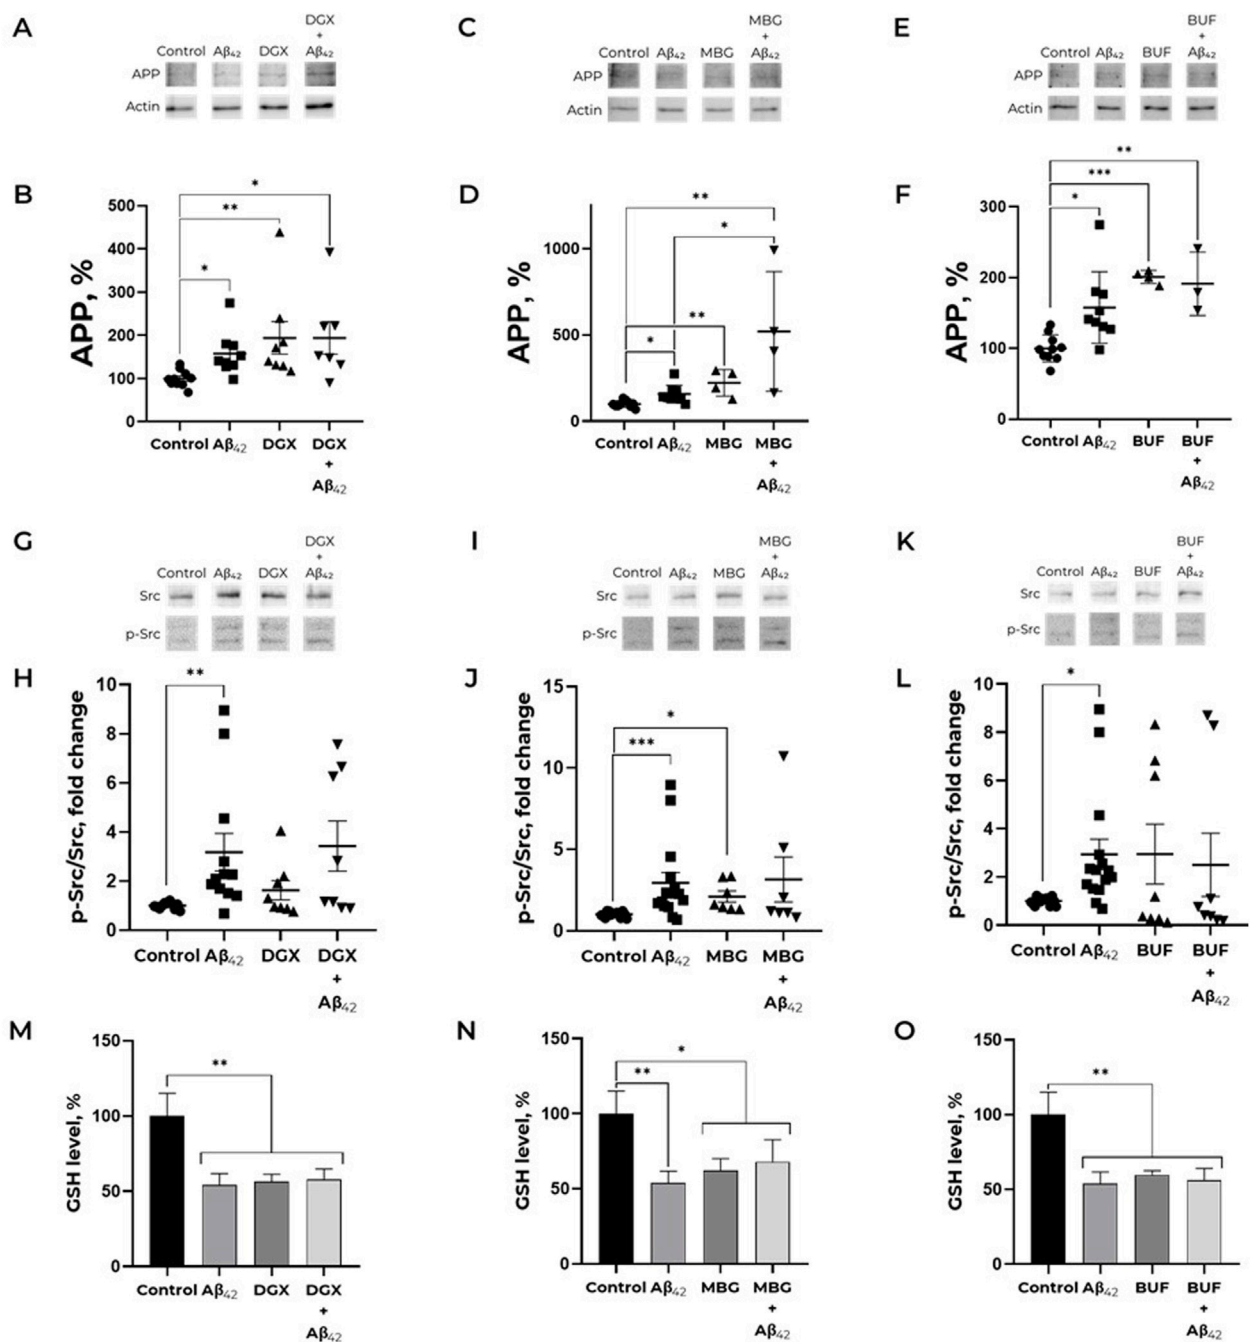 A
DGX
+
Control Aβ₄₂ DGX Aβ₄₂
APP
Actin
C
MBG
+
Control Aβ₄₂ MBG Aβ₄₂
APP
Actin
E
BUF
+
Control Aβ₄₂ BUF Aβ₄₂
APP
Actin
B
APP, %
500
400
300
200
100
0
*
**
*
Control Aβ₄₂ DGX DGX
+
Aβ₄₂
D
APP, %
1000
500
0
**
*
**
*
Control Aβ₄₂ MBG MBG
+
Aβ₄₂
F
APP, %
300
200
100
0
**
***
*
Control Aβ₄₂ BUF BUF
+
Aβ₄₂
G
DGX
+
Control Aβ₄₂ DGX Aβ₄₂
Src
p-Src
I
MBG
+
Control Aβ₄₂ MBG Aβ₄₂
Src
p-Src
K
BUF
+
Control Aβ₄₂ BUF Aβ₄₂
Src
p-Src
H
p-Src/Src, fold change
10
8
6
4
2
0
**
Control Aβ₄₂ DGX DGX
+
Aβ₄₂
J
p-Src/Src, fold change
15
10
5
0
*
***
Control Aβ₄₂ MBG MBG
+
Aβ₄₂
L
p-Src/Src, fold change
10
8
6
4
2
0
*
Control Aβ₄₂ BUF BUF
+
Aβ₄₂
M
GSH level, %
150
100
50
0
**
Control Aβ₄₂ DGX DGX
+
Aβ₄₂
N
GSH level, %
150
100
50
0
*
**
Control Aβ₄₂ MBG MBG
+
Aβ₄₂
O
GSH level, %
150
100
50
0
**
Control Aβ₄₂ BUF BUF
+
Aβ₄₂